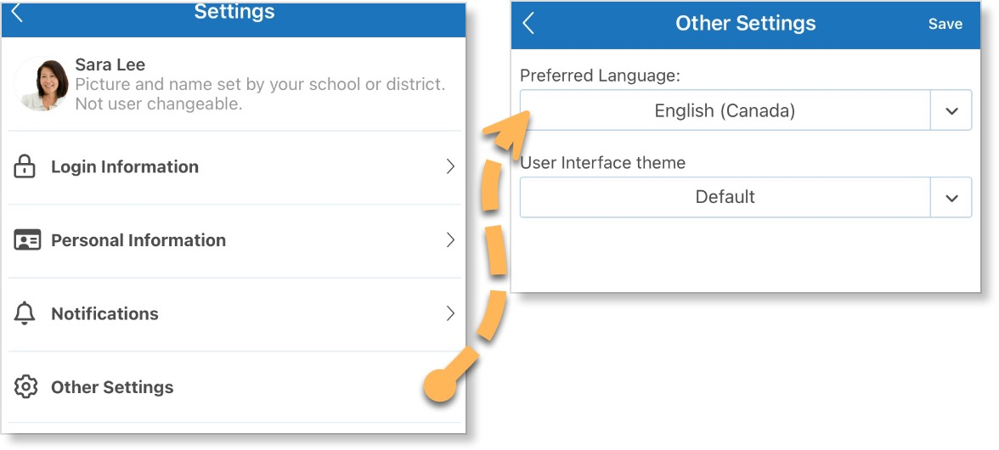 Settings
Sara Lee
Picture and name set by your school or district.
Not user changeable.
Login Information
Personal Information
Notifications
Other Settings
Other Settings
Save
Preferred Language:
English (Canada)
User Interface theme
Default